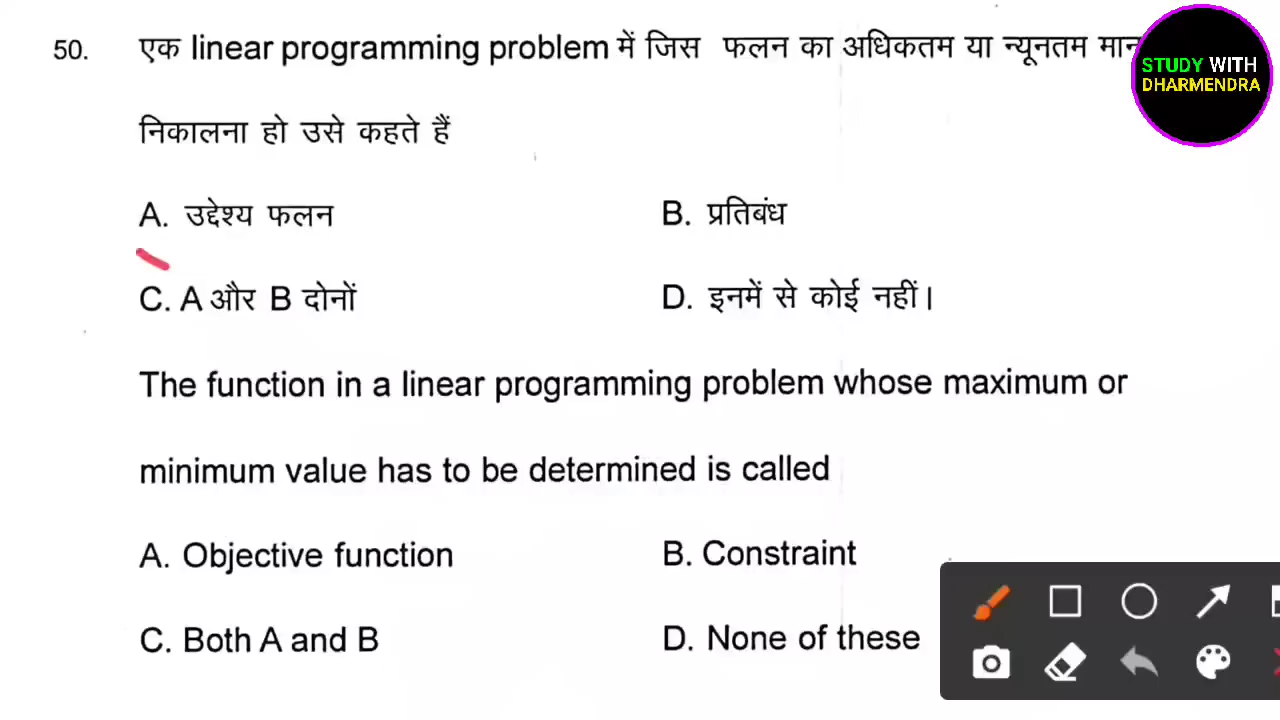 50. एक linear programming problem में जिस फलन का अधिकतम या न्यूनतम मान
STUDY WITH
DHARMENDRA
निकालना हो उसे कहते हैं
A. उद्देश्य फलन B. प्रतिबंध
C. A और B दोनों D. इनमें से कोई नहीं।
The function in a linear programming problem whose maximum or
minimum value has to be determined is called
A. Objective function B. Constraint
C. Both A and B D. None of these